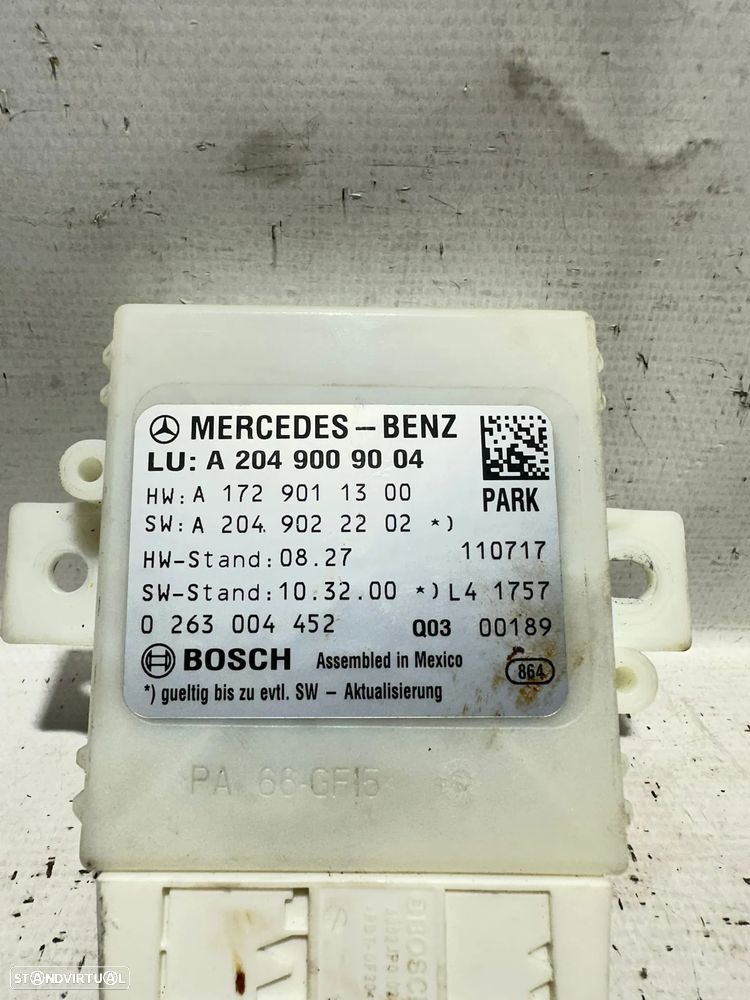 MERCEDES-BENZ
LU: A 204 900 90 04
PARK
HW: A 172 901 13 00
SW: A 204 902 22 02 *)
HW-Stand: 08.27 110717
SW-Stand: 10.32.00 *) L4 1757
0 263 004 452 Q03 00189
BOSCH Assembled in Mexico 864
*) gueltig bis zu evtl. SW - Aktualisierung
PA 66-GF15
BOSCH
STANDVIRTUAL